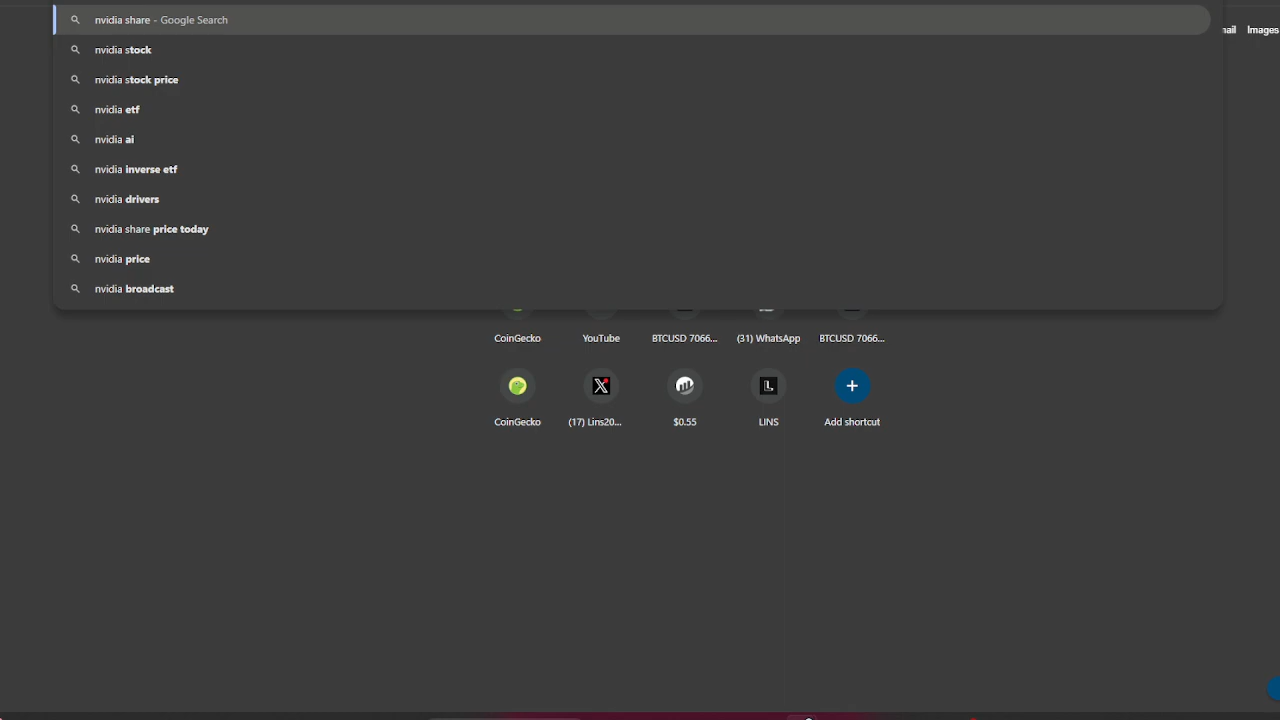 nvidia share - Google Search
nvidia stock
nvidia stock price
nvidia etf
nvidia ai
nvidia inverse etf
nvidia drivers
nvidia share price today
nvidia price
nvidia broadcast
Images
CoinGecko YouTube BTCUSD 7066... (31) WhatsApp BTCUSD 7066...
CoinGecko (17) Lins20... $0.55 LINS Add shortcut